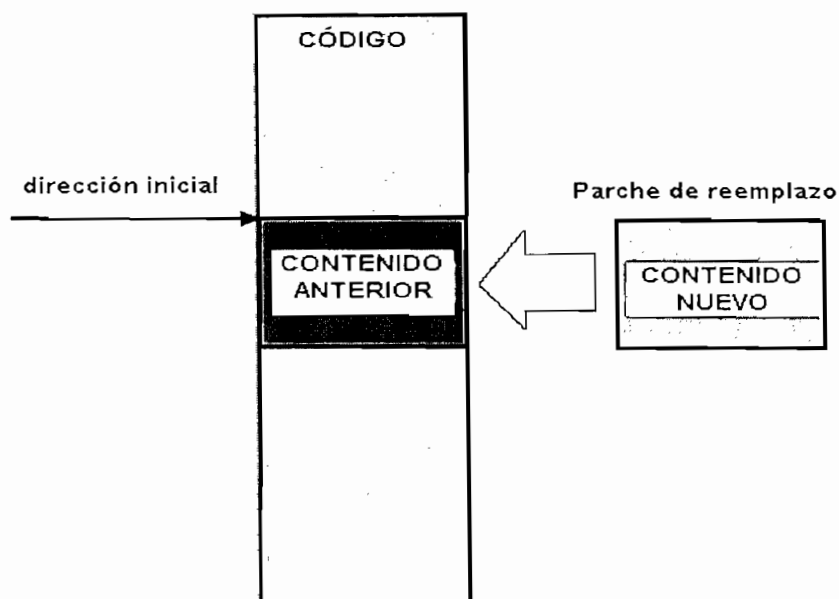 CÓDIGO
dirección inicial
Parche de reemplazo
CONTENIDO
ANTERIOR
CONTENIDO
NUEVO